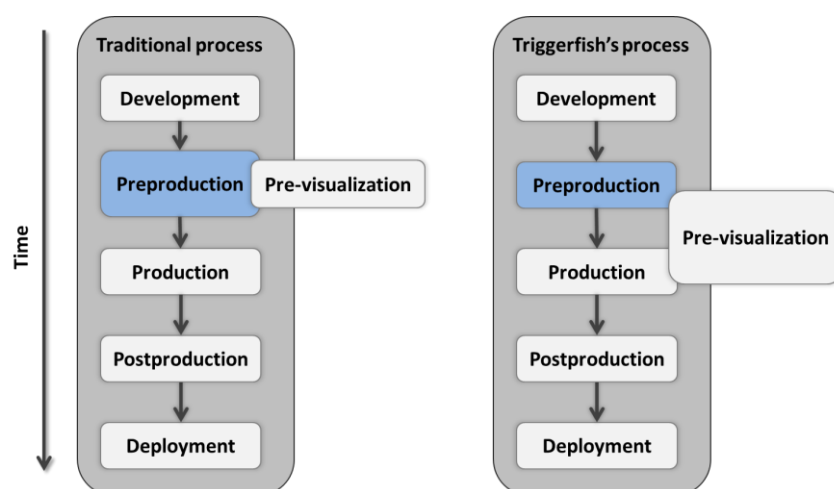 Time
Traditional process
Development
Preproduction
Pre-visualization
Production
Postproduction
Deployment
Triggerfish's process
Development
Preproduction
Pre-visualization
Production
Postproduction
Deployment